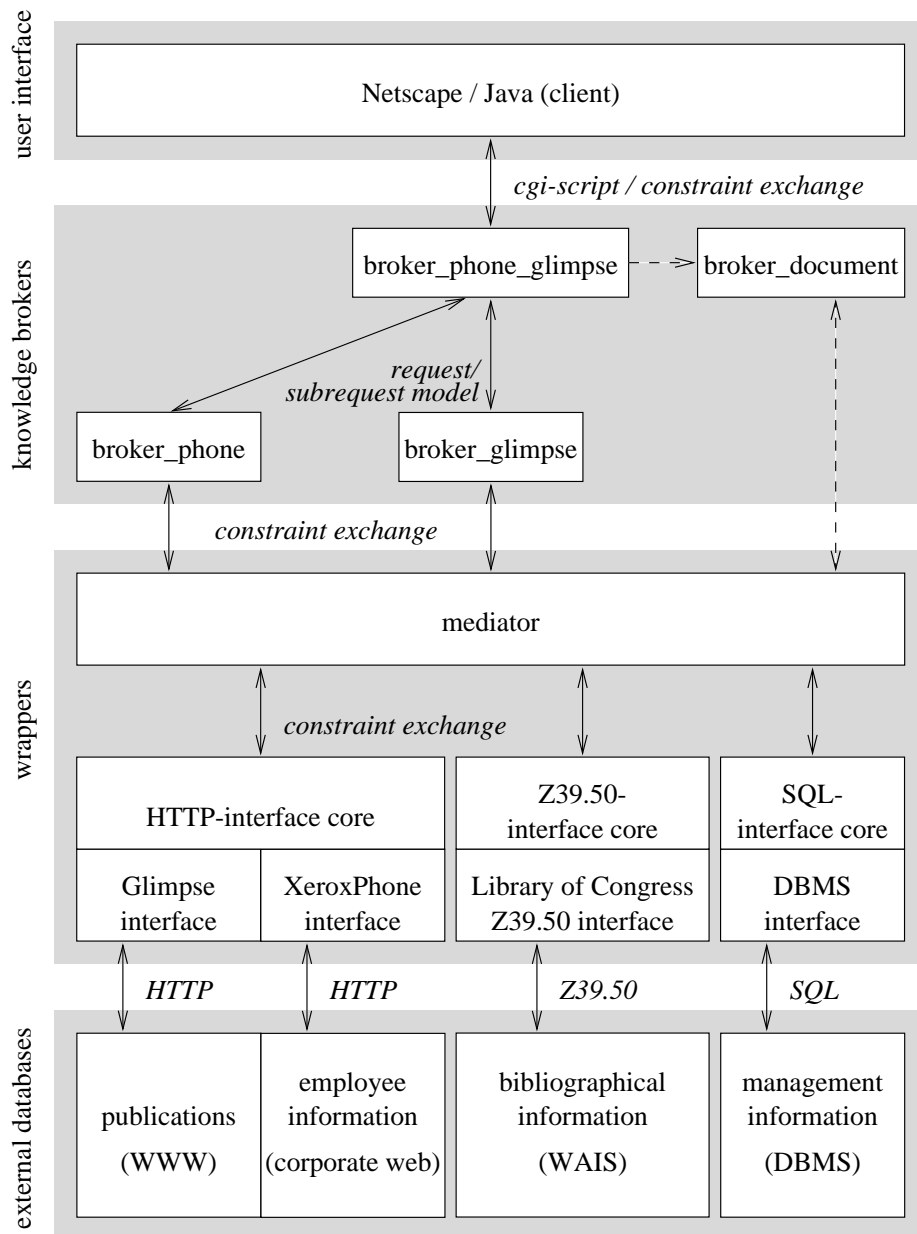 user interface
Netscape / Java (client)
cgi-script / constraint exchange
knowledge brokers
broker_phone_glimpse
broker_document
request/
subrequest model
broker_phone
broker_glimpse
constraint exchange
wrappers
mediator
constraint exchange
HTTP-interface core
Z39.50-
interface core
SQL-
interface core
Glimpse
interface
XeroxPhone
interface
Library of Congress
Z39.50 interface
DBMS
interface
HTTP
HTTP
Z39.50
SQL
external databases
publications
(WWW)
employee
information
(corporate web)
bibliographical
information
(WAIS)
management
information
(DBMS)